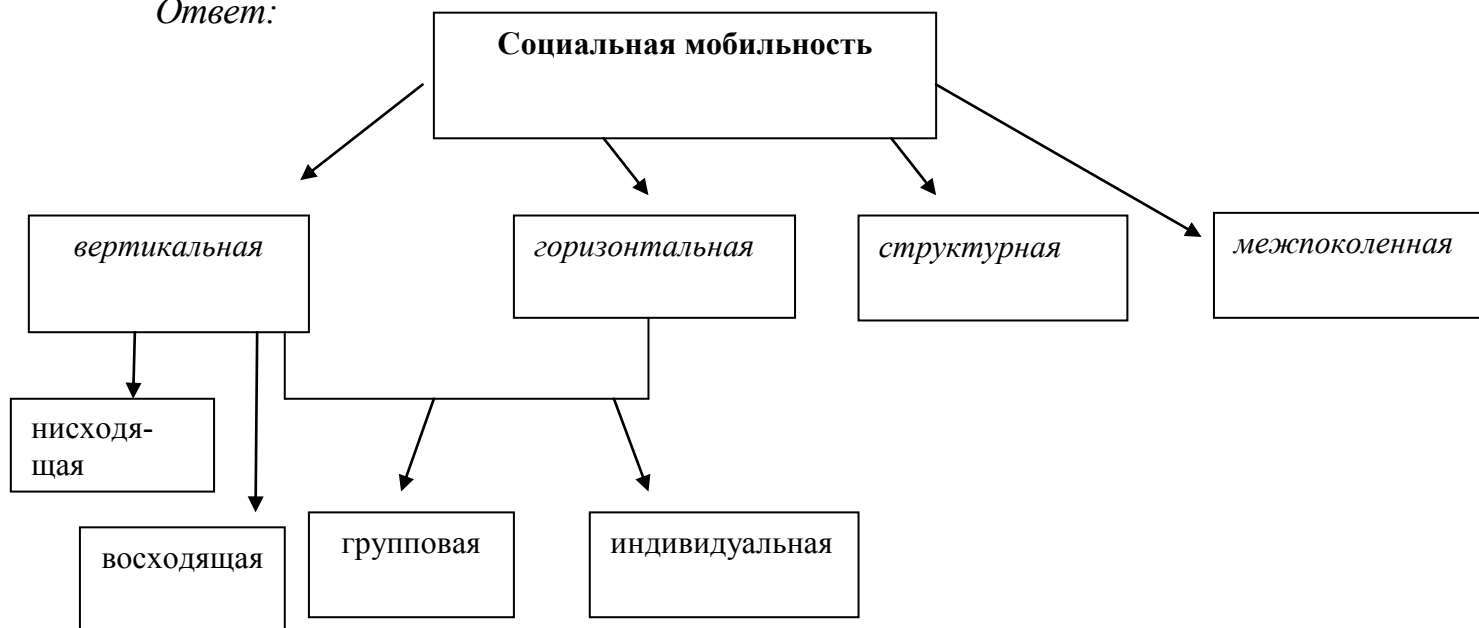 Ответ:
Социальная мобильность
вертикальная
горизонтальная
структурная
межпоколенная
нисходя-
щая
восходящая
групповая
индивидуальная